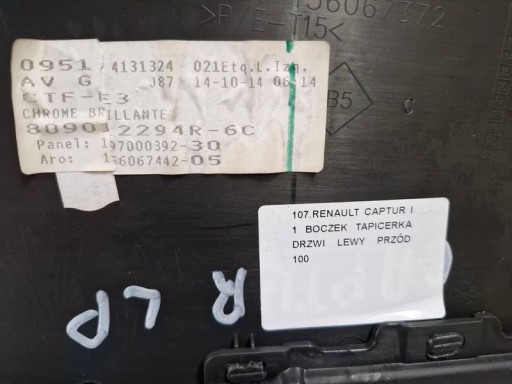 56067372
>P/E-T15<
0951 4131324 021Etq.t.Izq.
AV G J87 14-10-14 06:14
CTF-E3
CHROME BRILLANTE
809012294R-6C
Panel: 197000392-30
Aro: 156067442-05
B5
107.RENAULT CAPTUR I
1 BOCZEK TAPICERKA
DRZWI LEWY PRZÓD
100
R LP